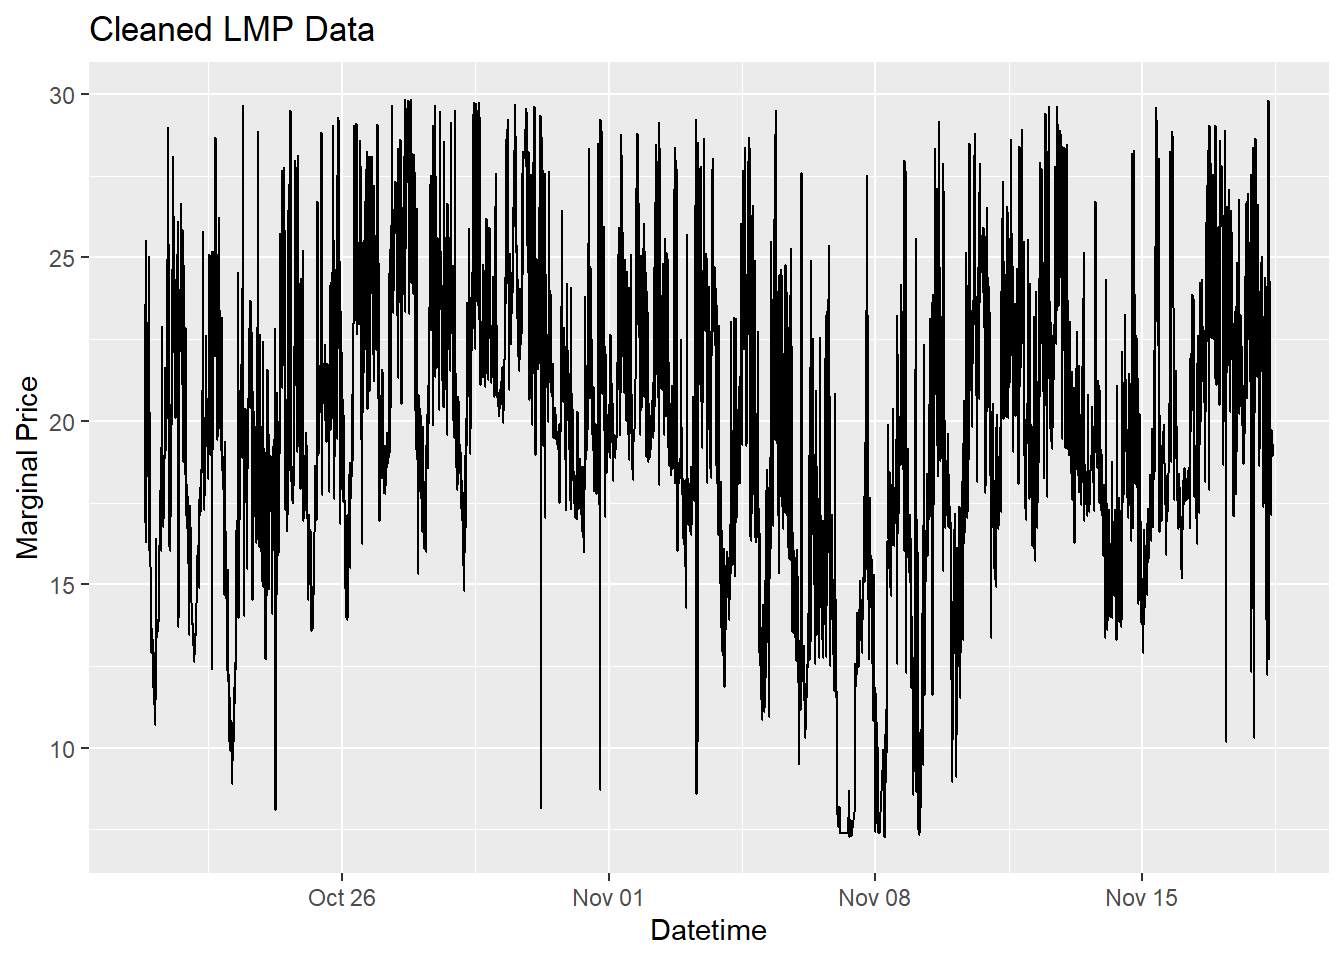 Cleaned LMP Data
30
25
20
15
10
Marginal Price
Oct 26
Nov 01
Nov 08
Nov 15
Datetime